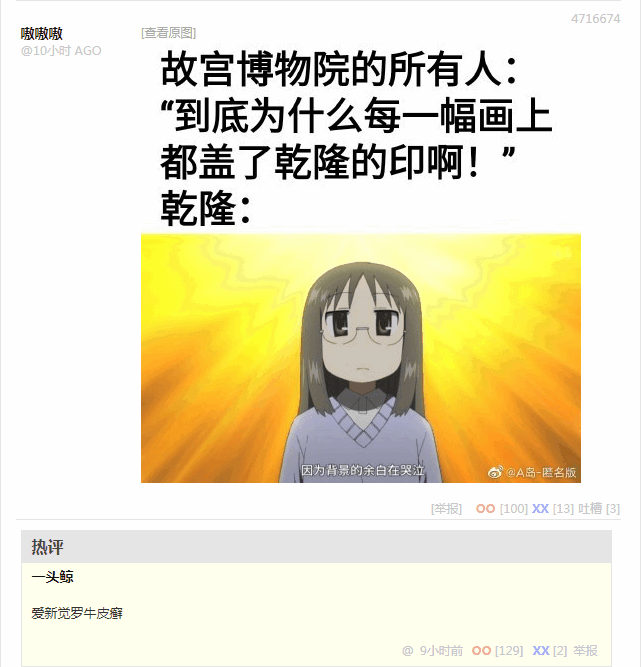 4716674
嗷嗷嗷
[查看原图]
@10小时 AGO
故宫博物院的所有人：
“到底为什么每一幅画上
都盖了乾隆的印啊！”
乾隆：
因为背景的余白在哭泣
@A岛-匿名版
[举报] OO [100] XX [13] 吐槽 [3]
热评
一头鲸
爱新觉罗牛皮癣
@ 9小时前 OO [129] XX [2] 举报